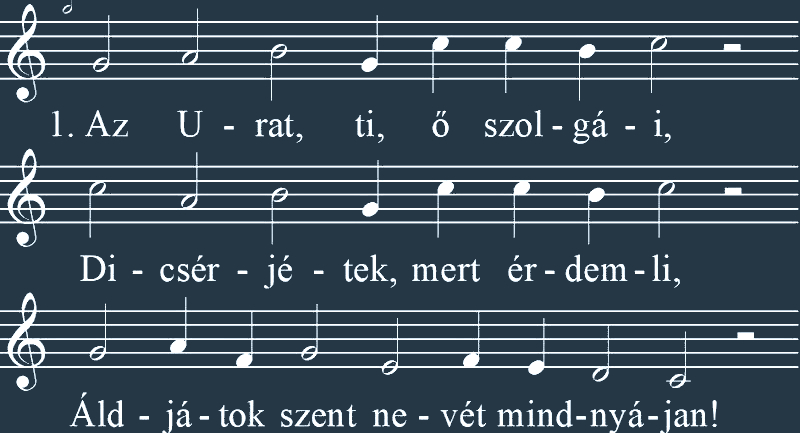 1. Az U - rat, ti, ő szol - gá - i,
Di - csér - jé - tek, mert ér - dem - li,
Áld - já - tok szent ne - vét mind-nyá-jan!